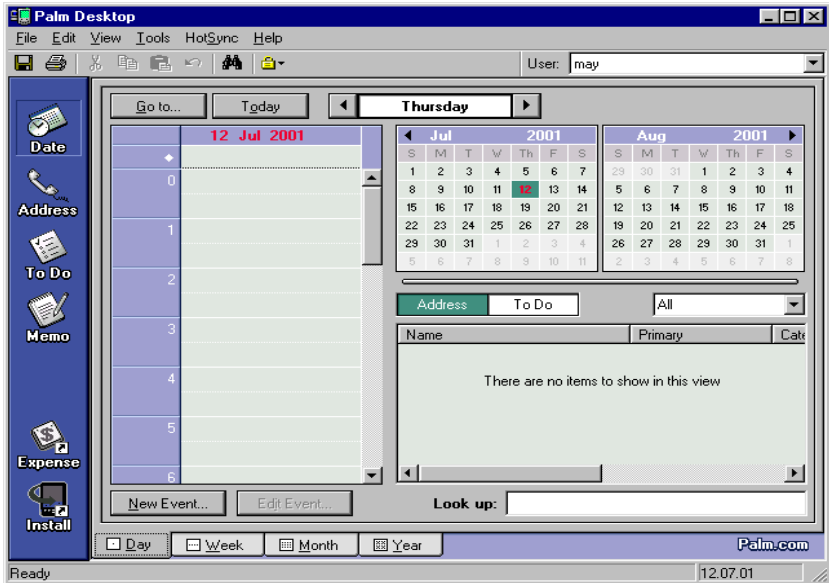 Palm Desktop
File Edit View Tools HotSync Help
User: may
Date
Address
To Do
Memo
Expense
Install
Go to... Today Thursday
12 Jul 2001
0
1
2
3
4
5
6
New Event... Edit Event...
Jul 2001
S M T W Th F S
1 2 3 4 5 6 7
8 9 10 11 12 13 14
15 16 17 18 19 20 21
22 23 24 25 26 27 28
29 30 31 1 2 3 4
5 6 7 8 9 10 11
Aug 2001
S M T W Th F S
29 30 31 1 2 3 4
5 6 7 8 9 10 11
12 13 14 15 16 17 18
19 20 21 22 23 24 25
26 27 28 29 30 31 1
2 3 4 5 6 7 8
Address To Do All
Name Primary Cate
There are no items to show in this view
Look up:
Day Week Month Year
Palm.com
Ready 12.07.01